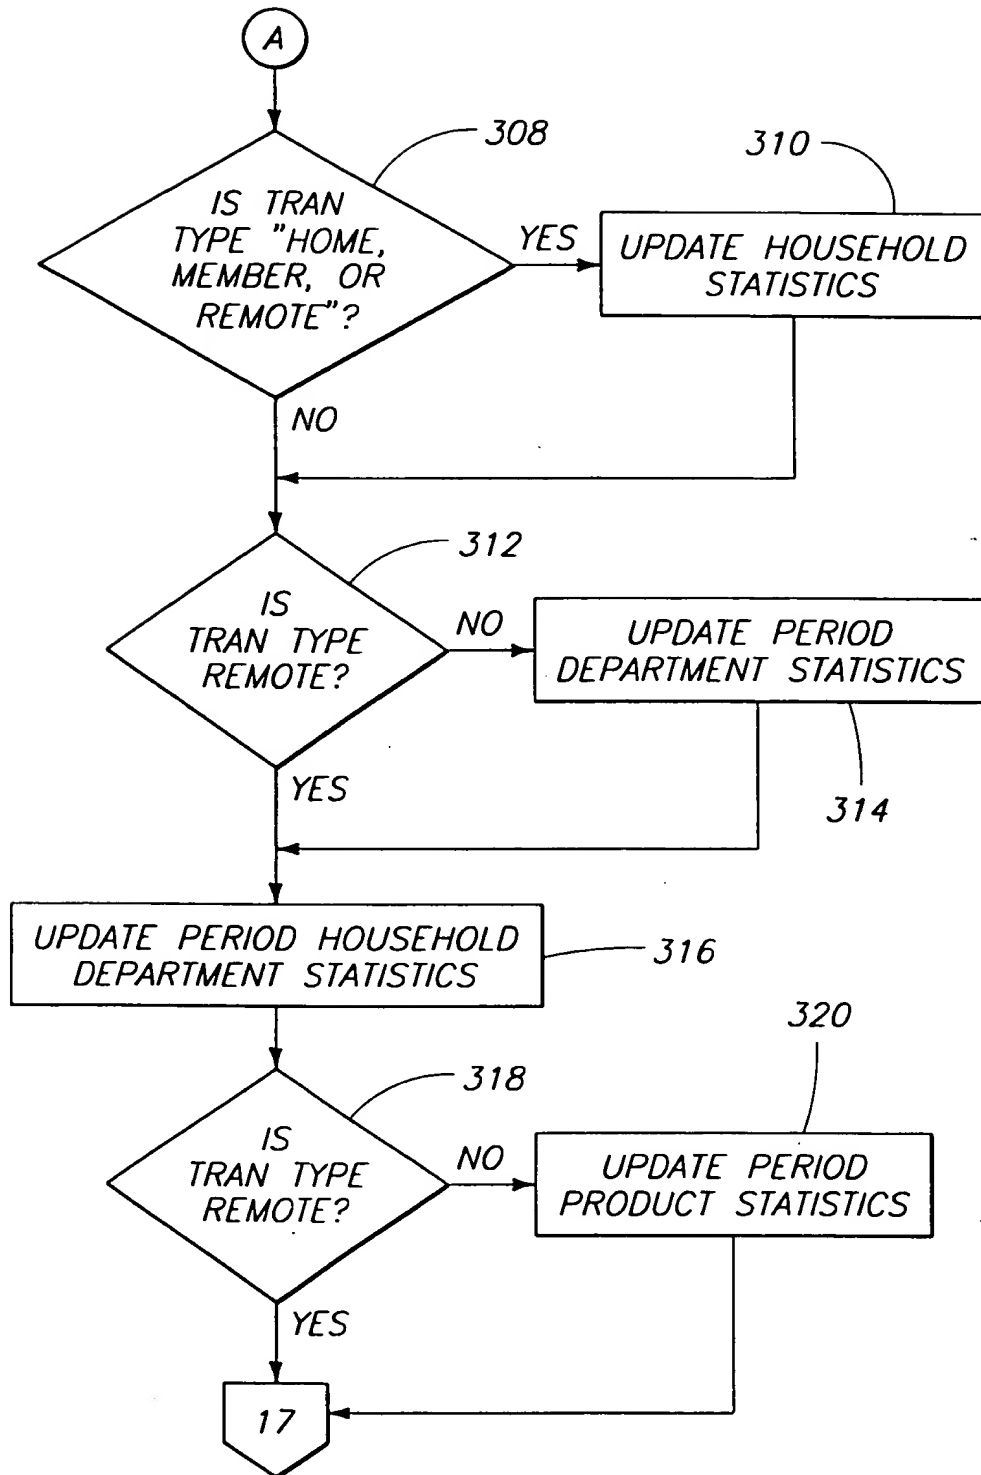 A
308
IS TRAN
TYPE "HOME,
MEMBER, OR
REMOTE"?
YES
310
UPDATE HOUSEHOLD
STATISTICS
NO
312
IS
TRAN TYPE
REMOTE?
NO
UPDATE PERIOD
DEPARTMENT STATISTICS
314
YES
UPDATE PERIOD HOUSEHOLD
DEPARTMENT STATISTICS
316
318
IS
TRAN TYPE
REMOTE?
NO
320
UPDATE PERIOD
PRODUCT STATISTICS
YES
17